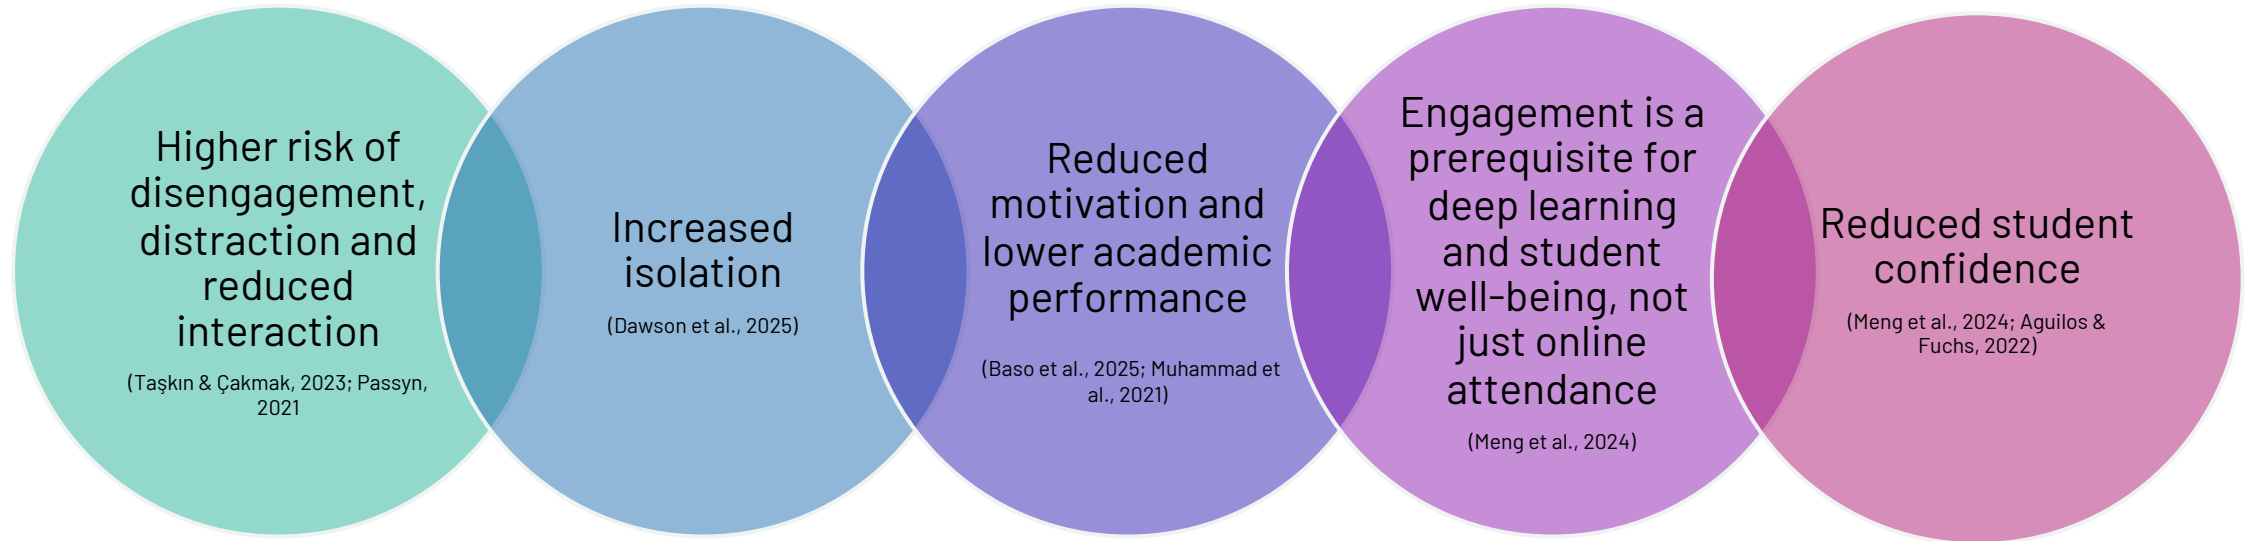 Higher risk of
disengagement,
distraction and
reduced
interaction
(Taşkın & Çakmak, 2023; Passyn,
2021
Increased
isolation
(Dawson et al., 2025)
Reduced
motivation and
lower academic
performance
(Baso et al., 2025; Muhammad et
al., 2021)
Engagement is a
prerequisite for
deep learning
and student
well-being, not
just online
attendance
(Meng et al., 2024)
Reduced student
confidence
(Meng et al., 2024; Aguilos &
Fuchs, 2022)